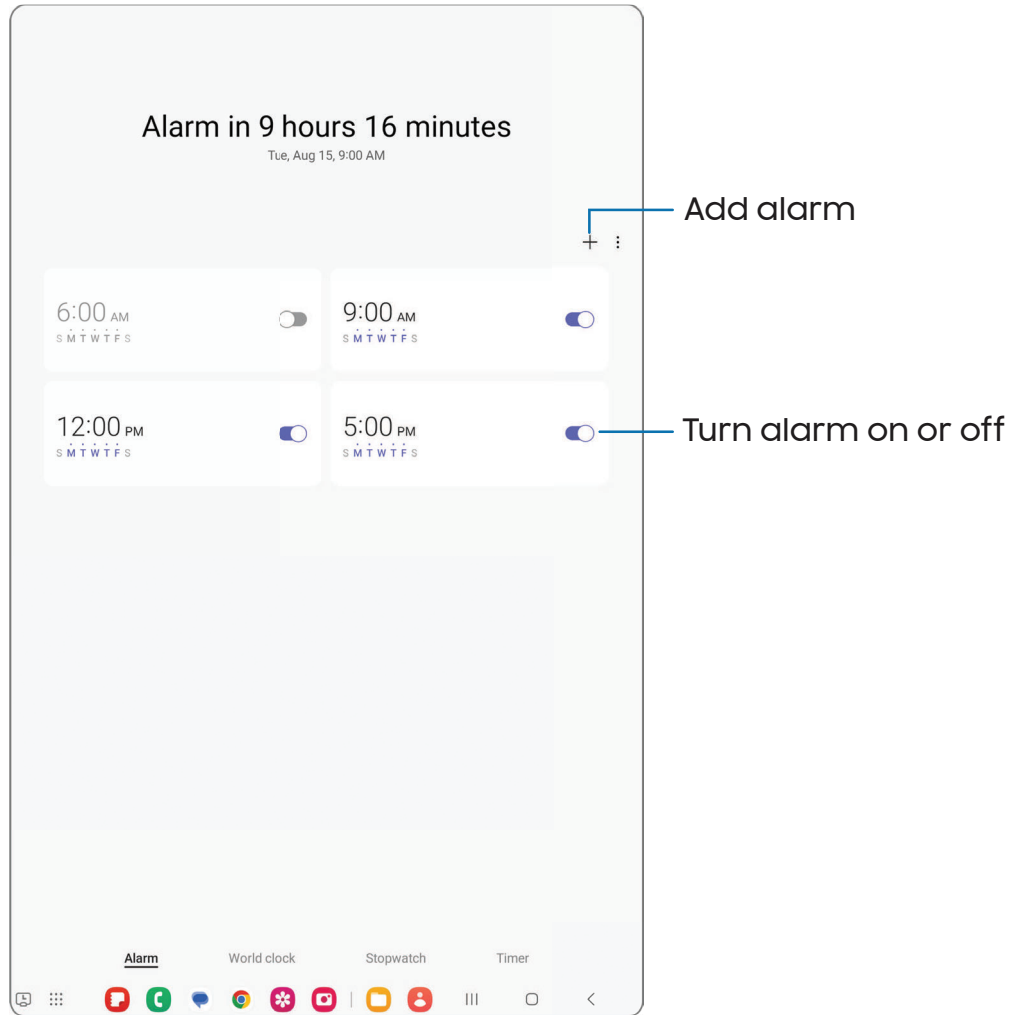 Alarm in 9 hours 16 minutes
Tue, Aug 15, 9:00 AM
Add alarm
6:00 AM
S M T W T F S
9:00 AM
S M T W T F S
12:00 PM
S M T W T F S
5:00 PM
S M T W T F S
Turn alarm on or off
Alarm World clock Stopwatch Timer